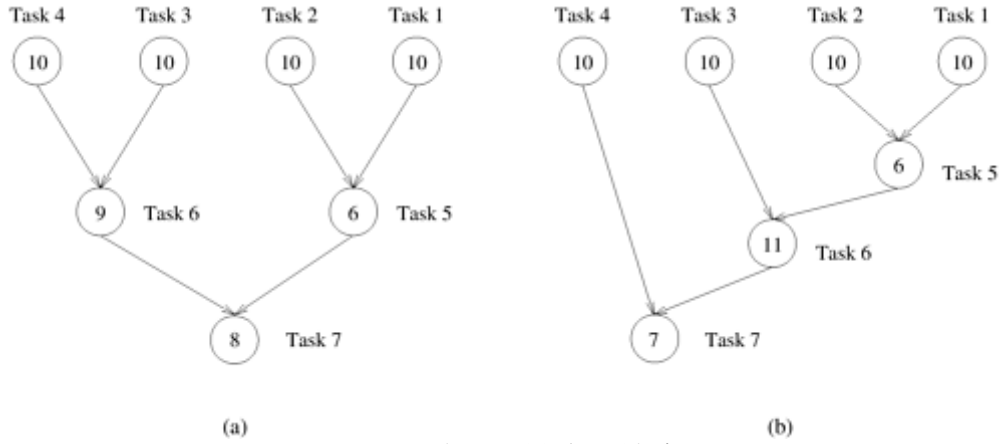 Task 4 Task 3 Task 2 Task 1 Task 4 Task 3 Task 2 Task 1
10 10 10 10 10 10 10 10
6 Task 5
9 Task 6 6 Task 5
11 Task 6
8 Task 7 7 Task 7
(a) (b)